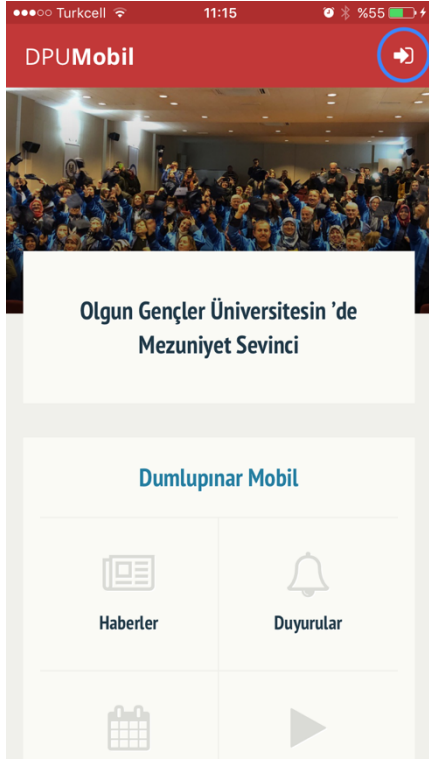 Turkcell 11:15 %55
DPUMobil
Olgun Gençler Üniversitesin ’de
Mezuniyet Sevinci
Dumlupınar Mobil
Haberler Duyurular